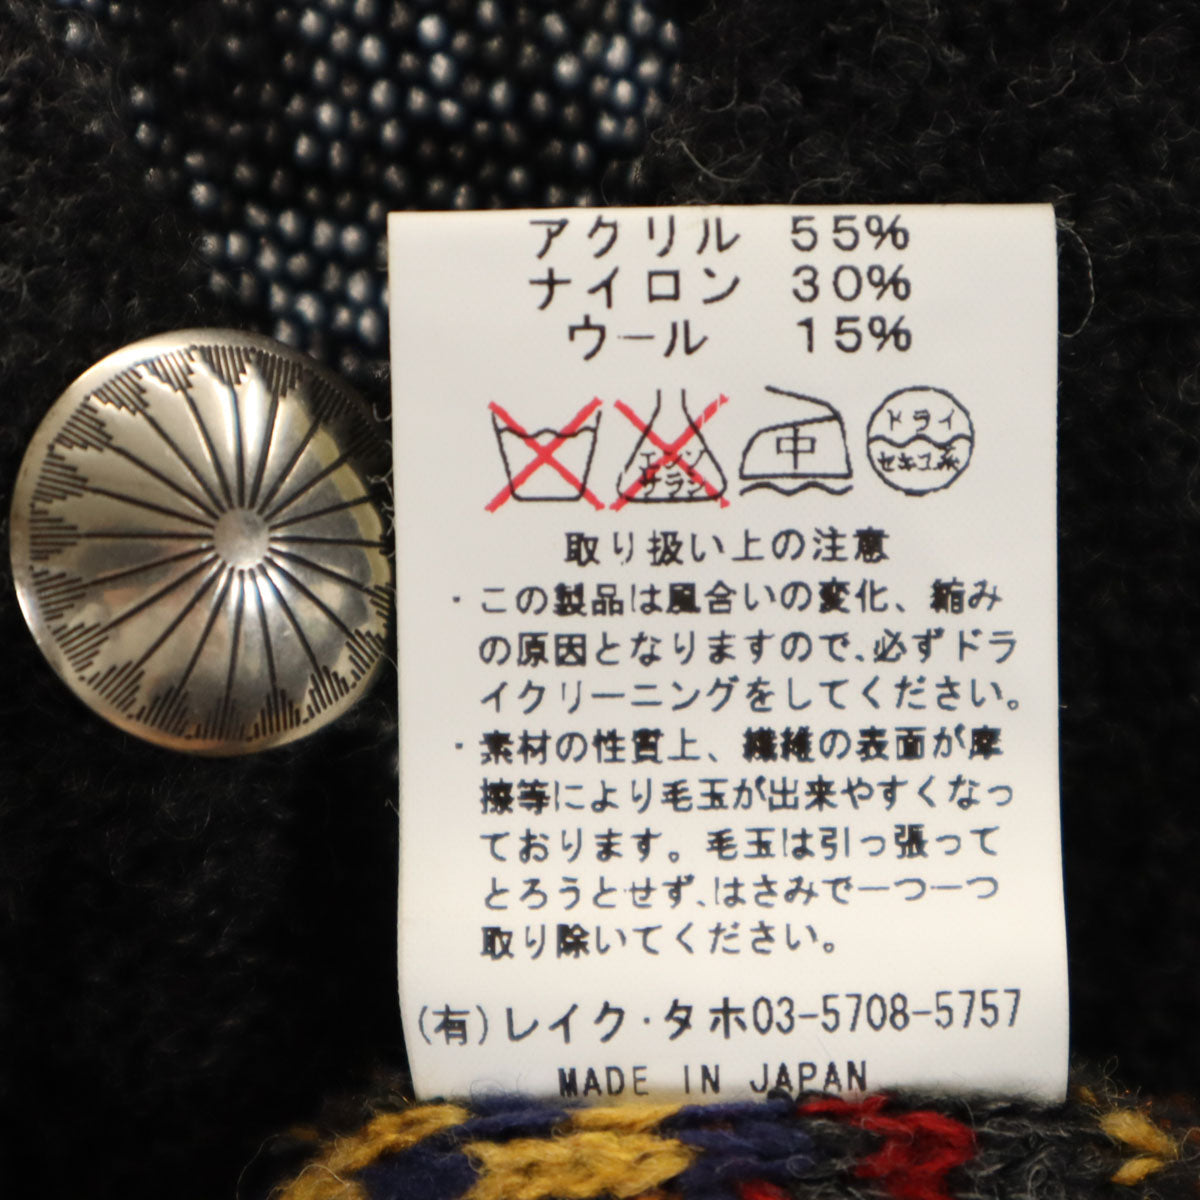 アクリル 55%
ナイロン 30%
ウール 15%
エンソ
サラシ
中
ドライ
セキユ系
取り扱い上の注意
・この製品は風合いの変化、縮み
の原因となりますので、必ずドラ
イクリーニングをしてください。
・素材の性質上、繊維の表面が摩
擦等により毛玉が出来やすくなっ
ております。毛玉は引っ張って
とろうとせず、はさみで一つ一つ
取り除いてください。
(有)レイク・タホ03-5708-5757
MADE IN JAPAN